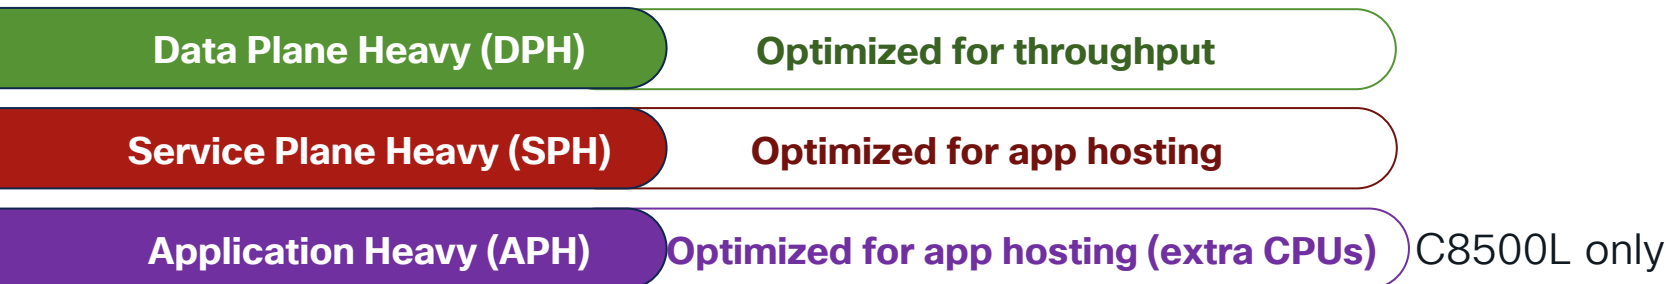 Data Plane Heavy (DPH) Optimized for throughput
Service Plane Heavy (SPH) Optimized for app hosting
Application Heavy (APH) Optimized for app hosting (extra CPUs) C8500L only